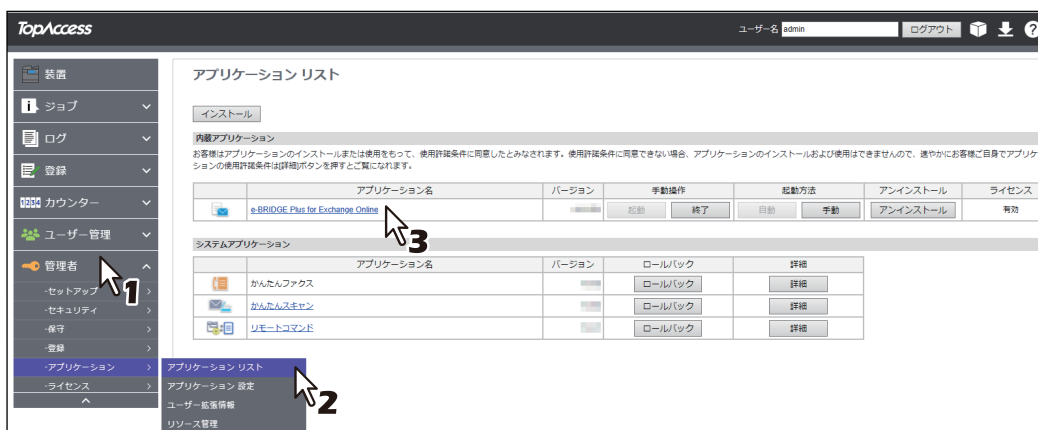 TopAccess
ユーザー名 admin ログアウト ?
装置
ジョブ
ログ
登録
1234 カウンター
ユーザー管理
管理者
1
-セットアップ
-セキュリティ
-保守
-登録
-アプリケーション
-ライセンス
アプリケーション リスト
アプリケーション 設定
ユーザー拡張情報
リソース管理
2
アプリケーション リスト
インストール
内蔵アプリケーション
お客様はアプリケーションのインストールまたは使用をもって、使用許諾条件に同意したとみなされます。使用許諾条件に同意できない場合、アプリケーションのインストールおよび使用はできませんので、速やかにお客様ご自身でアプリケ
ションの使用許諾条件は[詳細]ボタンを押すとご覧になれます。
アプリケーション名 バージョン 手動操作 起動方法 アンインストール ライセンス
e-BRIDGE Plus for Exchange Online 起動 終了 自動 手動 アンインストール 有効
3
システムアプリケーション
アプリケーション名 バージョン ロールバック 詳細
かんたんファクス ロールバック 詳細
かんたんスキャン ロールバック 詳細
リモートコマンド ロールバック 詳細